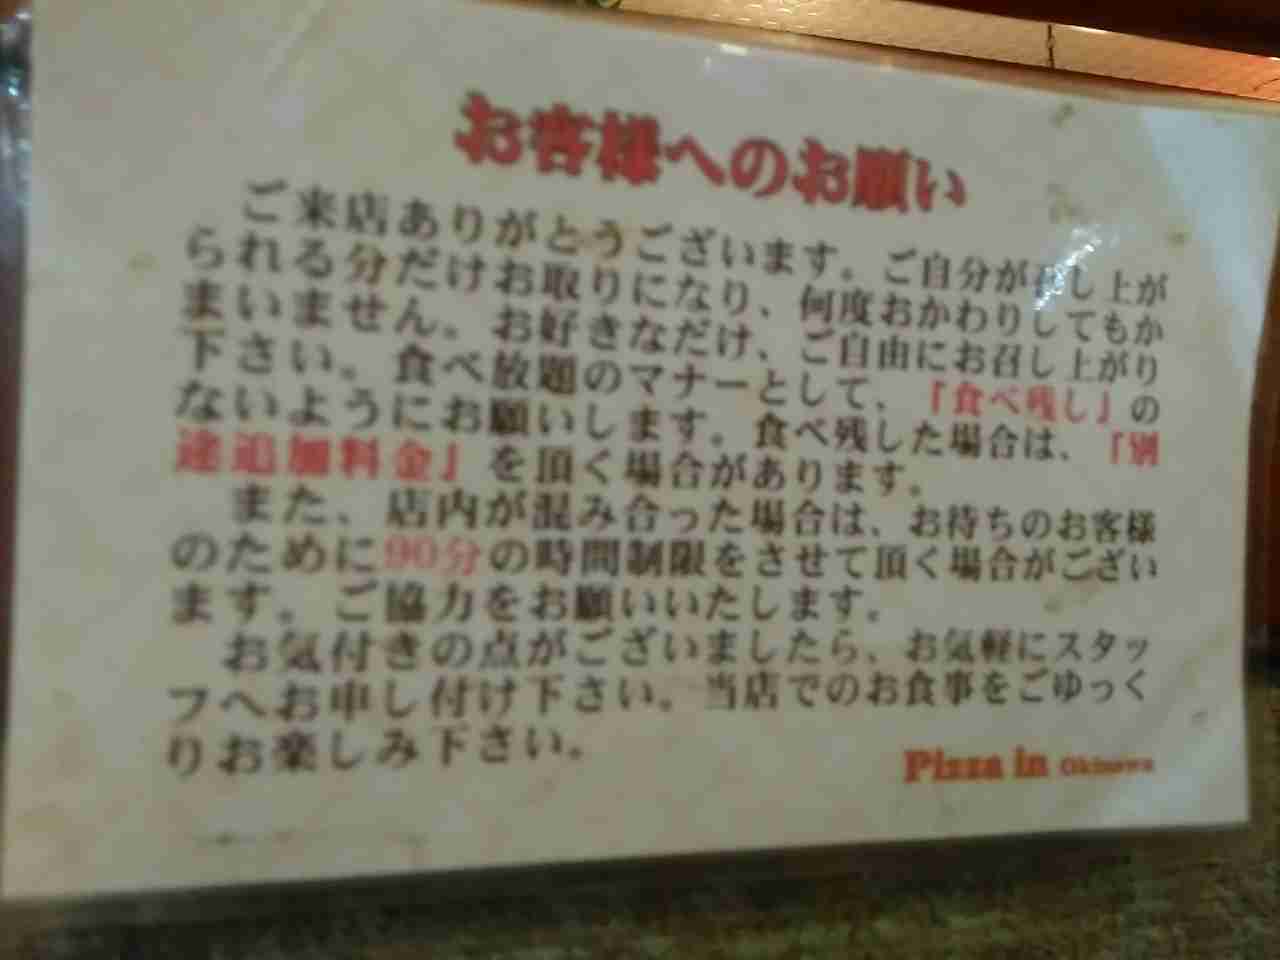 お客様へのお願い
ご来店ありがとうございます。ご自分が召し上が
られる分だけお取りになり、何度おかわりしてもか
まいません。お好きなだけ、ご自由にお召し上がり
下さい。食べ放題のマナーとして、「食べ残し」の
ないようにお願いします。食べ残した場合は、「別
途追加料金」を頂く場合があります。
また、店内が混み合った場合は、お待ちのお客様
のために90分の時間制限をさせて頂く場合がござい
ます。ご協力をお願いいたします。
お気付きの点がございましたら、お気軽にスタッ
フへお申し付け下さい。当店でのお食事をごゆっく
りお楽しみ下さい。
Pizza in Okinawa